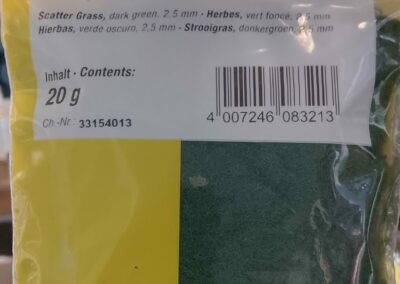 Scatter Grass, dark green, 2.5 mm · Herbes, vert foncé, 2,5 mm
Hierbas, verde oscuro, 2,5 mm · Strooigras, donkergroen, 2,5 mm
Inhalt · Contents:
20 g
Ch.-Nr.: 33154013
4 007246 083213